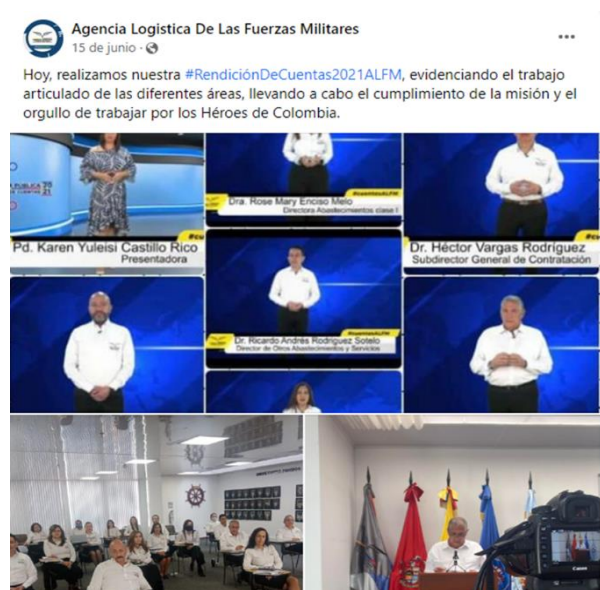 Agencia Logistica De Las Fuerzas Militares
15 de junio ·
Hoy, realizamos nuestra #RendiciónDeCuentas2021ALFM, evidenciando el trabajo
articulado de las diferentes áreas, llevando a cabo el cumplimiento de la misión y el
orgullo de trabajar por los Héroes de Colombia.
Pd. Karen Yuleisi Castillo Rico
Presentadora
#cuentasALFM
Dra. Rose Mary Enciso Melo
Directora Abastecimientos clase I
Dr. Héctor Vargas Rodríguez
Subdirector General de Contratación
#cuentasALFM
Dr. Ricardo Andrés Rodríguez Sotelo
Director de Otros Abastecimientos y Servicios
Canon